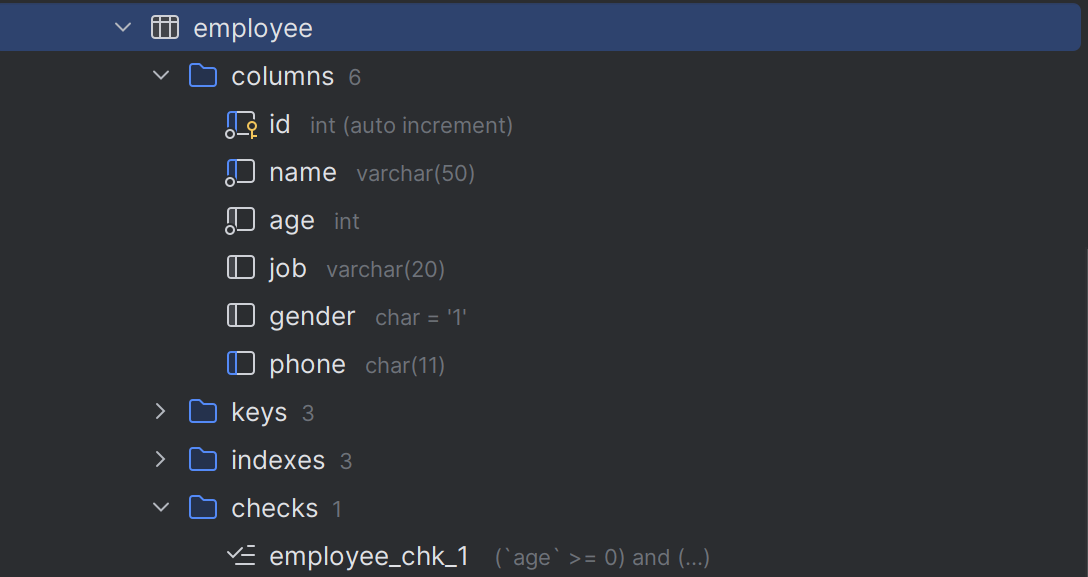 employee
columns 6
id int (auto increment)
name varchar(50)
age int
job varchar(20)
gender char = '1'
phone char(11)
keys 3
indexes 3
checks 1
employee_chk_1 (`age` >= 0) and (...)